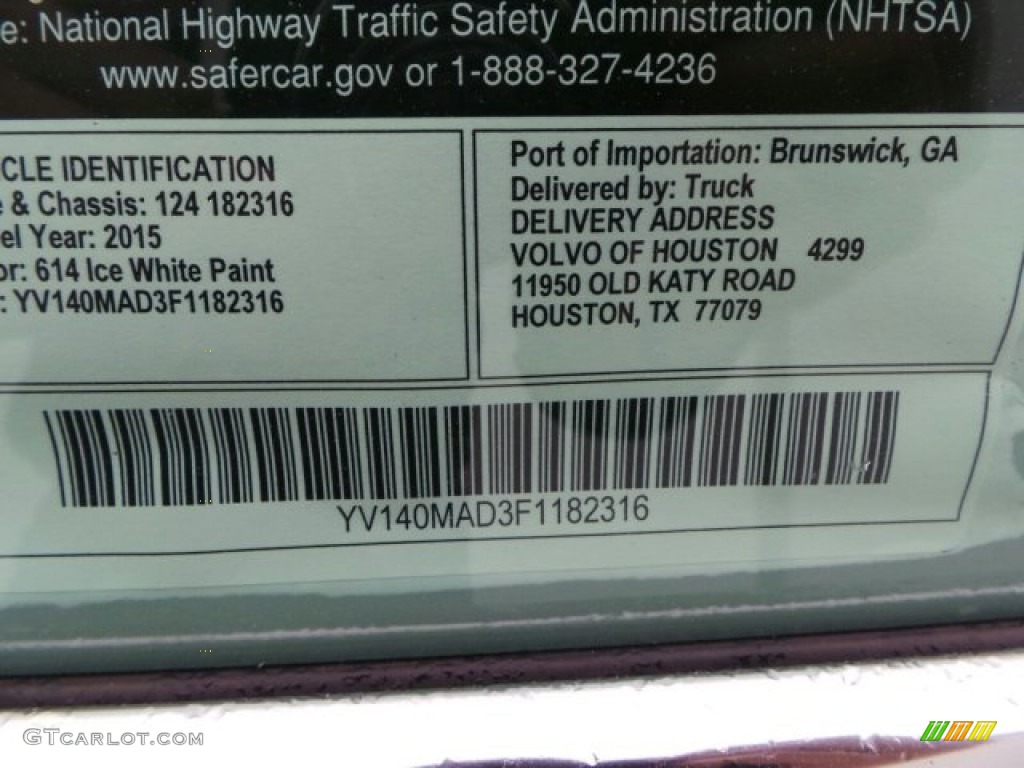 e: National Highway Traffic Safety Administration (NHTSA)
www.safercar.gov or 1-888-327-4236
CLE IDENTIFICATION
e & Chassis: 124 182316
el Year: 2015
or: 614 Ice White Paint
: YV140MAD3F1182316
Port of Importation: Brunswick, GA
Delivered by: Truck
DELIVERY ADDRESS
VOLVO OF HOUSTON 4299
11950 OLD KATY ROAD
HOUSTON, TX 77079
YV140MAD3F1182316
GTCARLOT.COM